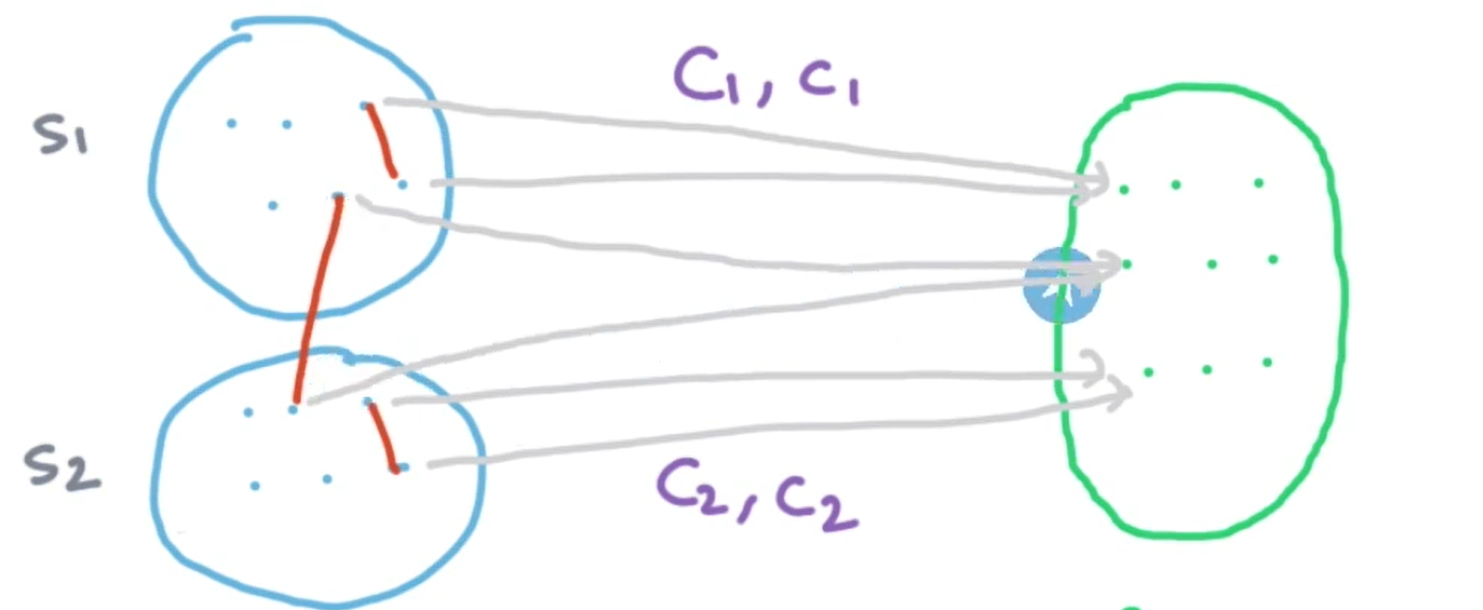 C1, c1
S1
S2
C2, c2